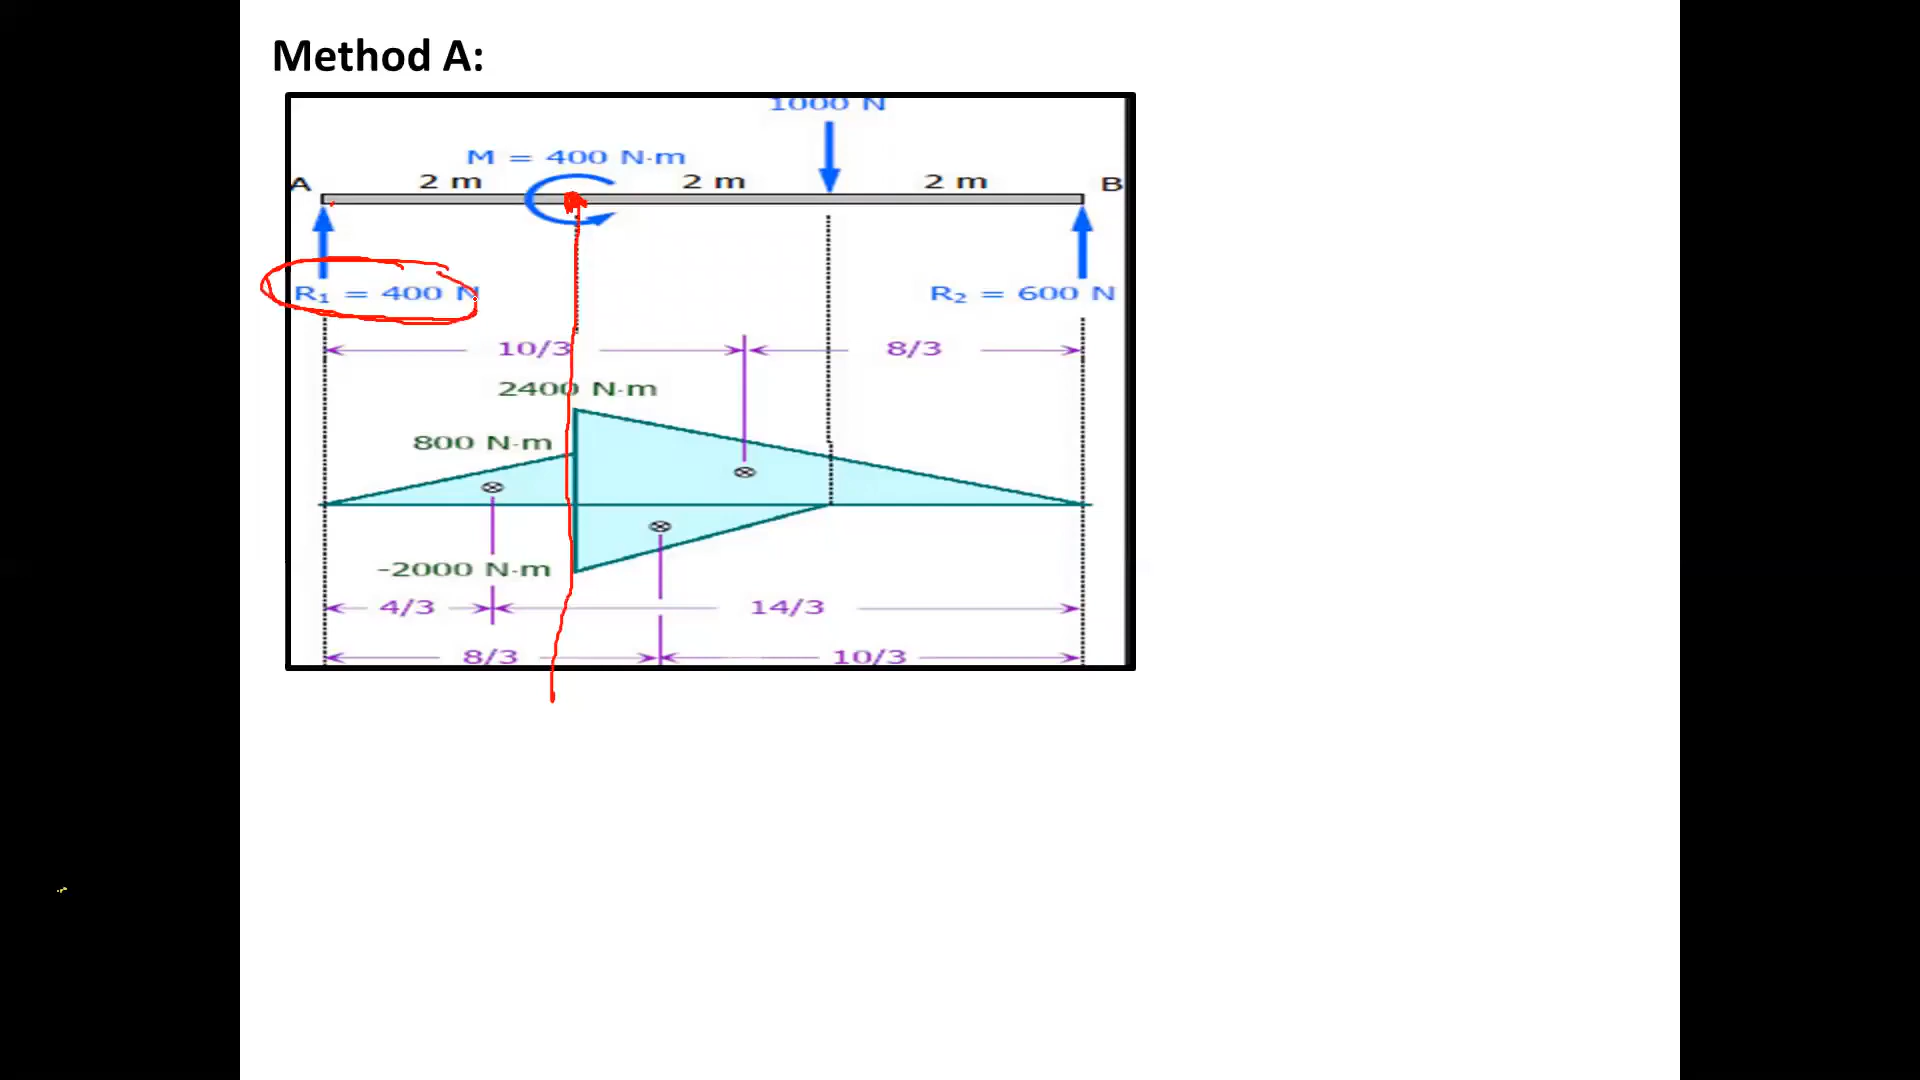 Method A:
1000 N
M = 400 N·m
A
2 m
2 m
2 m
B
R₁ = 400 N
R₂ = 600 N
10/3
8/3
2400 N·m
800 N·m
-2000 N·m
4/3
14/3
8/3
10/3